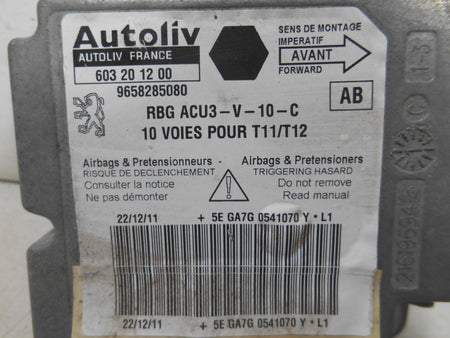 Autoliv
AUTOLIV FRANCE
603 20 12 00
9658285080
SENS DE MONTAGE
IMPERATIF
AVANT
FORWARD
AB
RBG ACU3-V-10-C
10 VOIES POUR T11/T12
Airbags & Pretensionneurs
RISQUE DE DECLENCHEMENT
Consulter la notice
Ne pas démonter
Airbags & Pretensioners
TRIGGERING HASARD
Do not remove
Read manual
22/12/11 + 5E GA7G 0541070 Y • L1
22/12/11 + 5E GA7G 0541070 Y • L1